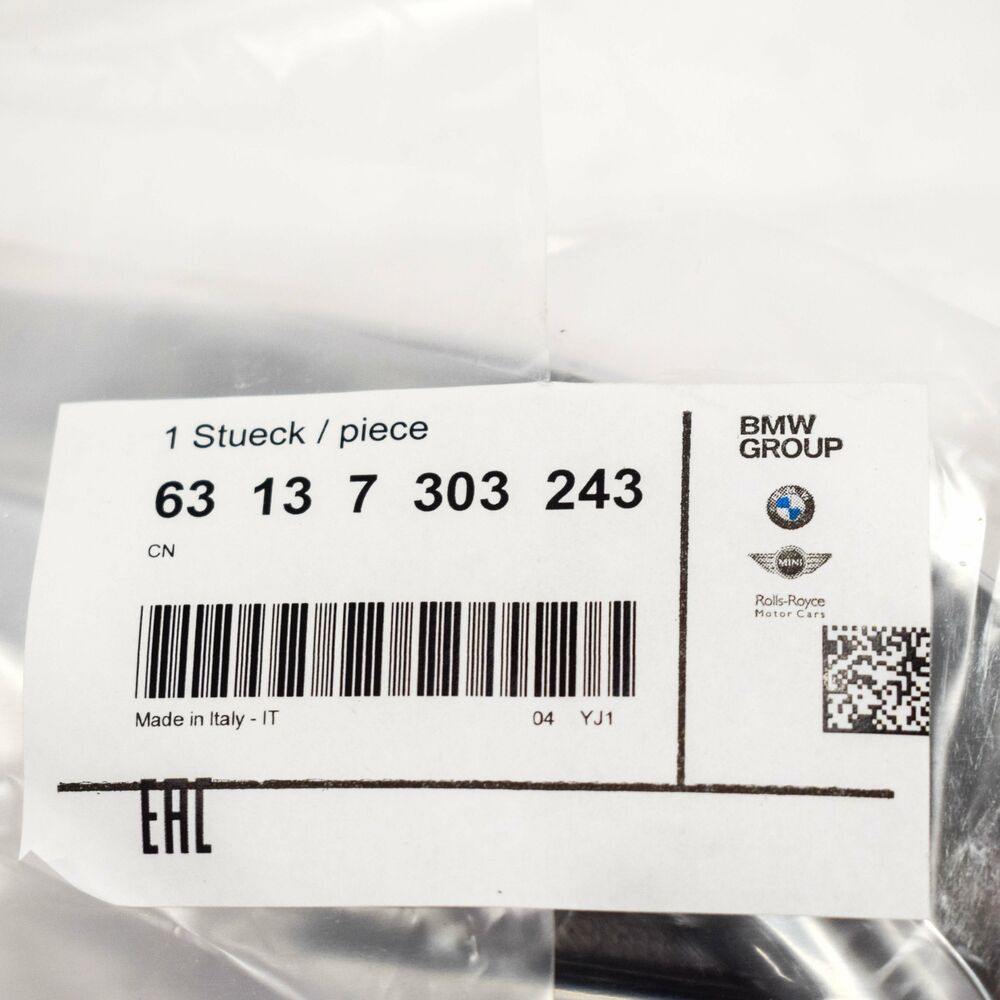 1 Stueck / piece
63 13 7 303 243
CN
Made in Italy - IT
04 YJ1
EAC
BMW
GROUP
MINI
Rolls-Royce
Motor Cars